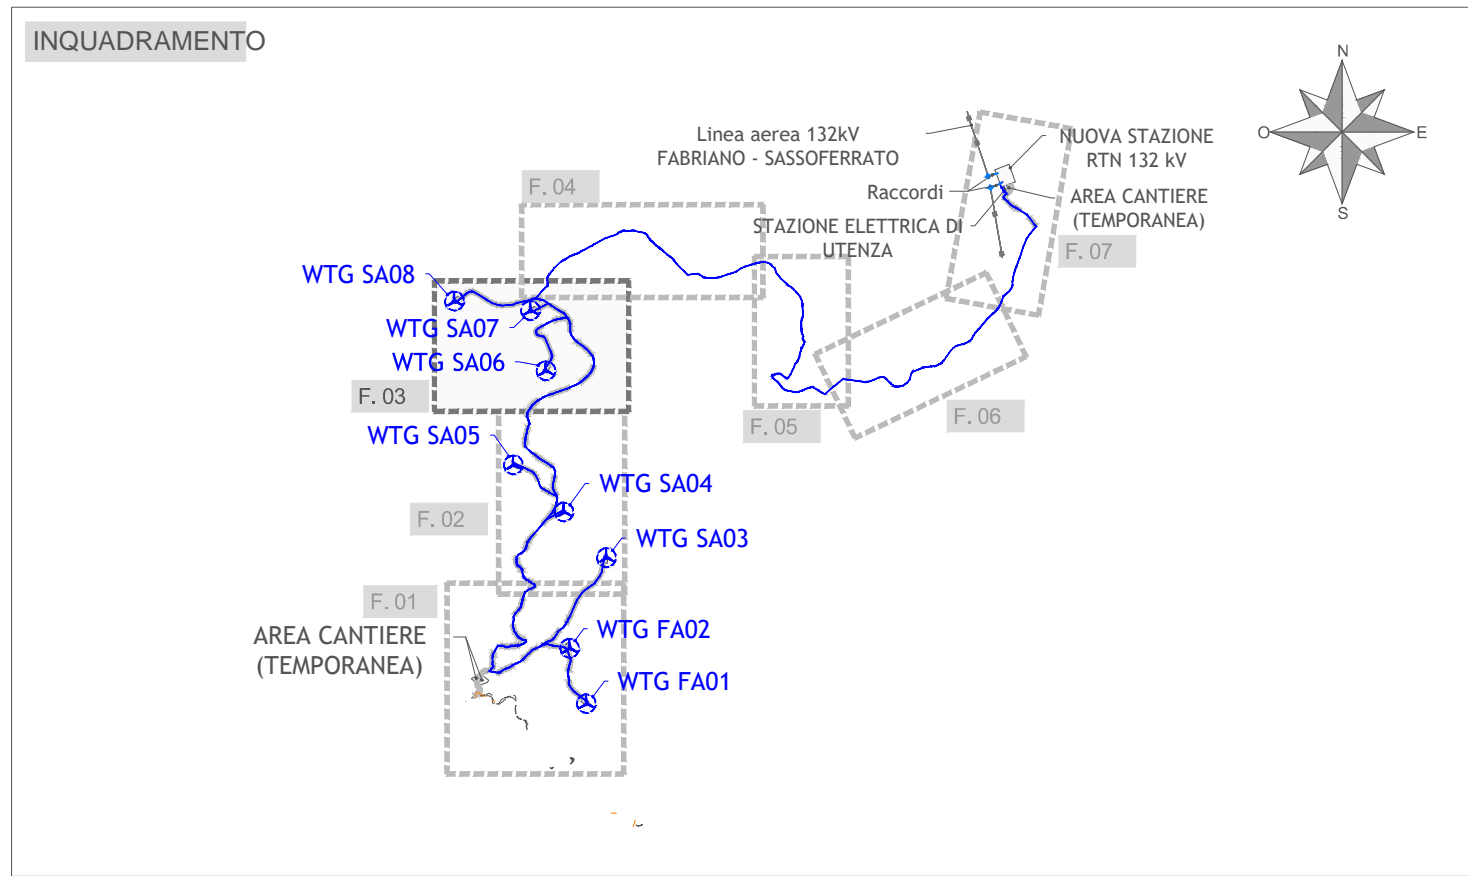 INQUADRAMENTO
N
O
E
S
Linea aerea 132kV
FABRIANO - SASSOFERRATO
NUOVA STAZIONE
RTN 132 kV
Raccordi
AREA CANTIERE
(TEMPORANEA)
STAZIONE ELETTRICA DI
UTENZA
F. 04
F. 07
WTG SA08
WTG SA07
WTG SA06
F. 03
F. 05
F. 06
WTG SA05
WTG SA04
F. 02
WTG SA03
F. 01
AREA CANTIERE
(TEMPORANEA)
WTG FA02
WTG FA01